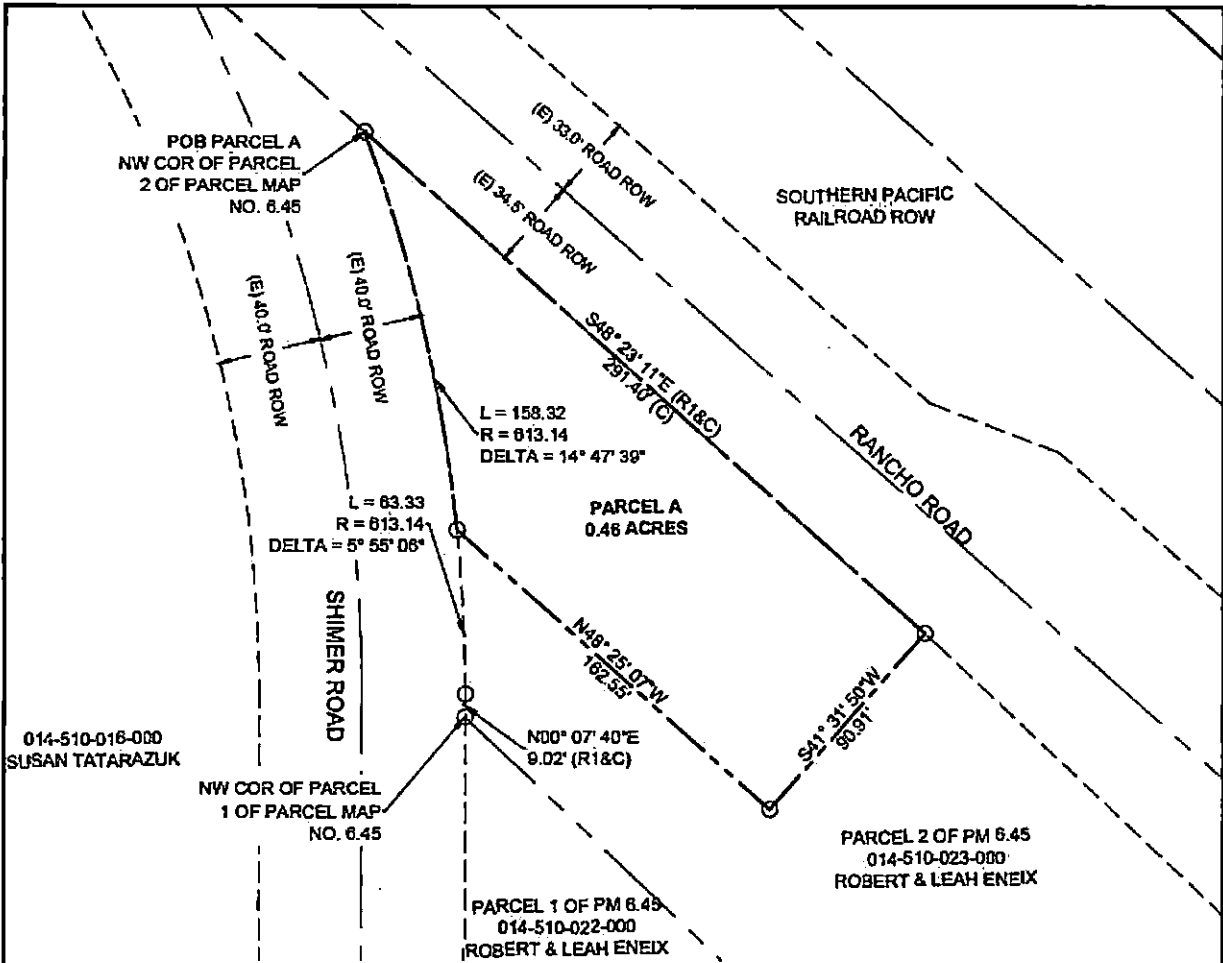 POB PARCEL A
NW COR OF PARCEL
2 OF PARCEL MAP
NO. 6.45
(E) 33.0' ROAD ROW
(E) 34.5' ROAD ROW
SOUTHERN PACIFIC
RAILROAD ROW
(E) 40.0' ROAD ROW
(E) 40.0' ROAD ROW
S48° 23' 11"E (R1&C)
291.40' (C)
L = 158.32
R = 613.14
DELTA = 14° 47' 39"
RANCHO ROAD
PARCEL A
0.46 ACRES
L = 63.33
R = 613.14
DELTA = 5° 55' 06"
SHIMER ROAD
N48° 25' 07"W
162.55'
S41° 31' 50"W
90.91'
014-510-016-000
SUSAN TATARAZUK
N00° 07' 40"E
9.02' (R1&C)
NW COR OF PARCEL
1 OF PARCEL MAP
NO. 6.45
PARCEL 2 OF PM 6.45
014-510-023-000
ROBERT & LEAH ENEIX
PARCEL 1 OF PM 6.45
014-510-022-000
ROBERT & LEAH ENEIX